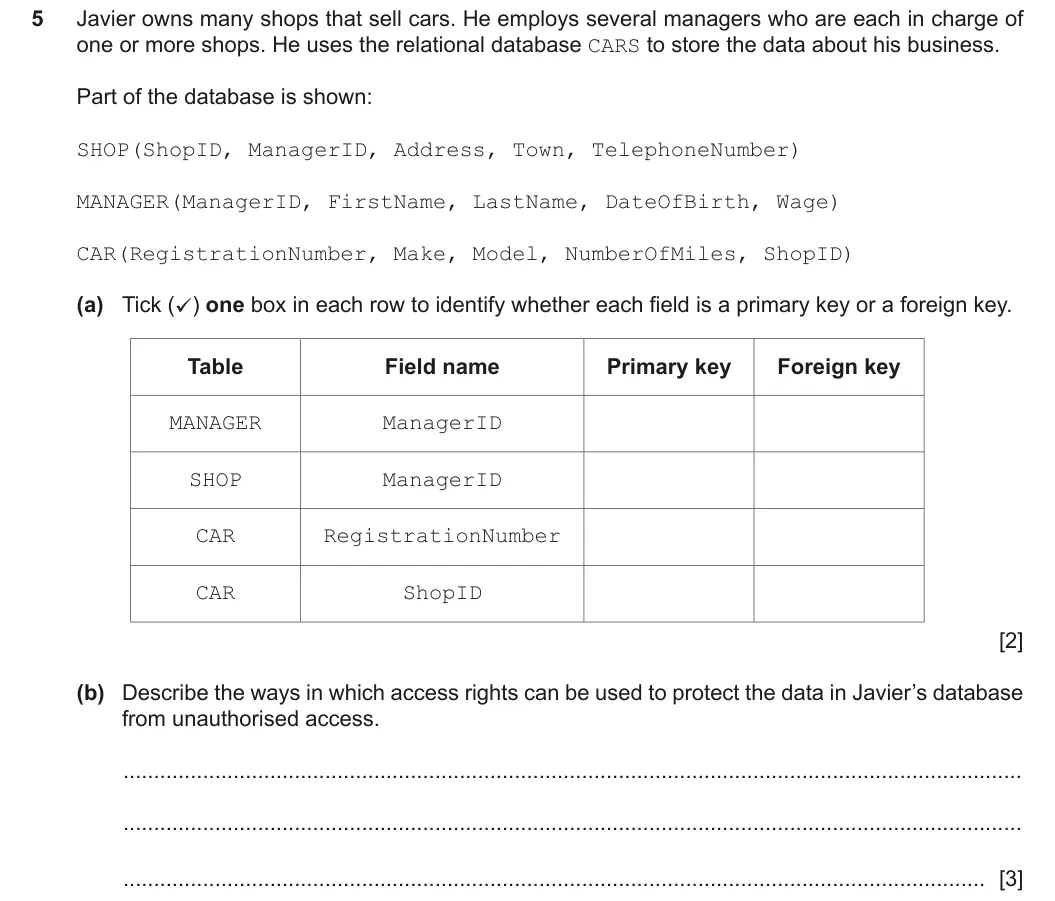 5 Javier owns many shops that sell cars. He employs several managers who are each in charge of
one or more shops. He uses the relational database CARS to store the data about his business.
Part of the database is shown:
SHOP(ShopID, ManagerID, Address, Town, TelephoneNumber)
MANAGER(ManagerID, FirstName, LastName, DateOfBirth, Wage)
CAR(RegistrationNumber, Make, Model, NumberOfMiles, ShopID)
(a) Tick (✓) one box in each row to identify whether each field is a primary key or a foreign key.
Table Field name Primary key Foreign key
MANAGER ManagerID
SHOP ManagerID
CAR RegistrationNumber
CAR ShopID
[2]
(b) Describe the ways in which access rights can be used to protect the data in Javier’s database
from unauthorised access.
[3]